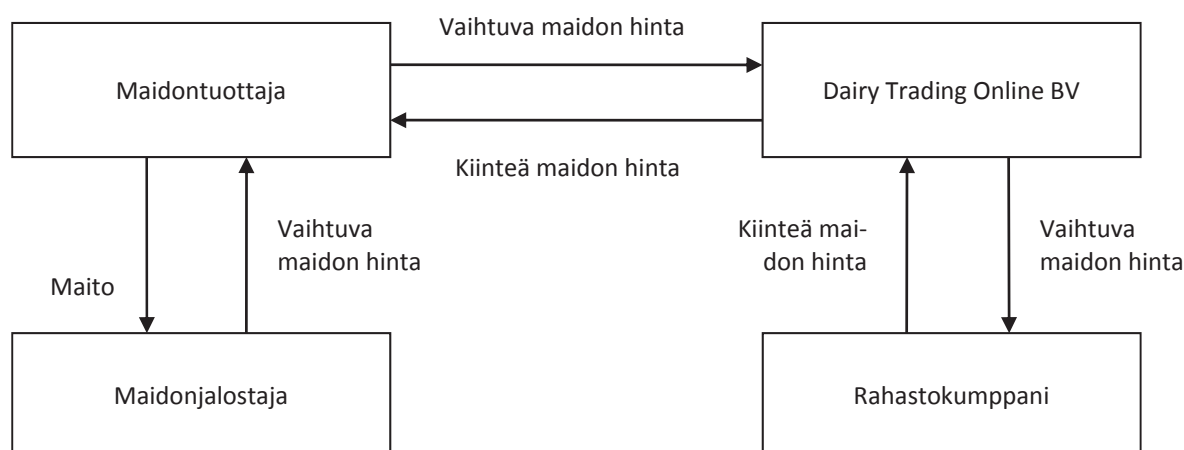 Vaihtuva maidon hinta
Maidontuottaja
Dairy Trading Online BV
Kiinteä maidon hinta
Vaihtuva
maidon hinta
Kiinteä mai-
don hinta
Vaihtuva
maidon hinta
Maito
Maidonjalostaja
Rahastokumppani